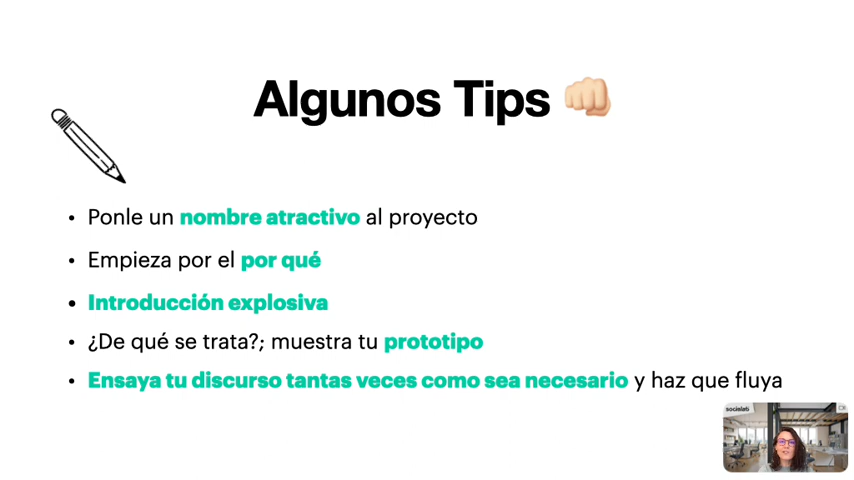 Algunos Tips
Ponle un nombre atractivo al proyecto
Empieza por el por qué
Introducción explosiva
¿De qué se trata?; muestra tu prototipo
Ensaya tu discurso tantas veces como sea necesario y haz que fluya
socialab